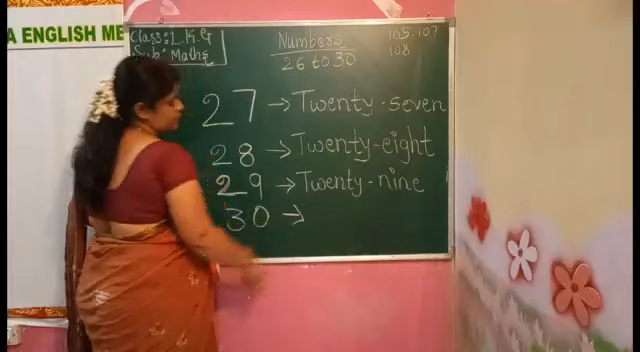 A ENGLISH ME
Class: L.K.G
Sub: Maths
Numbers
26 to 30
105, 107
108
27 → Twenty-seven
28 → Twenty-eight
29 → Twenty-nine
30 →